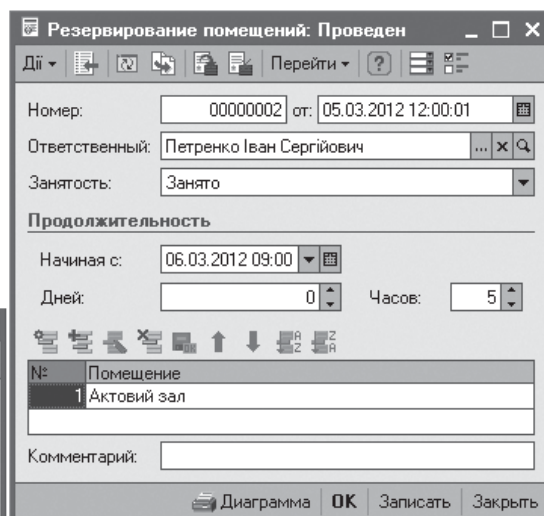 Резервирование помещений: Проведен
Дії Перейти ?
Номер: 00000002 от: 05.03.2012 12:00:01
Ответственный: Петренко Іван Сергійович ... x
Занятость: Занято
Продолжительность
Начиная с: 06.03.2012 09:00
Дней: 0 Часов: 5
№ Помещение
1 Актовий зал
Комментарий:
Диаграмма OK Записать Закрыть